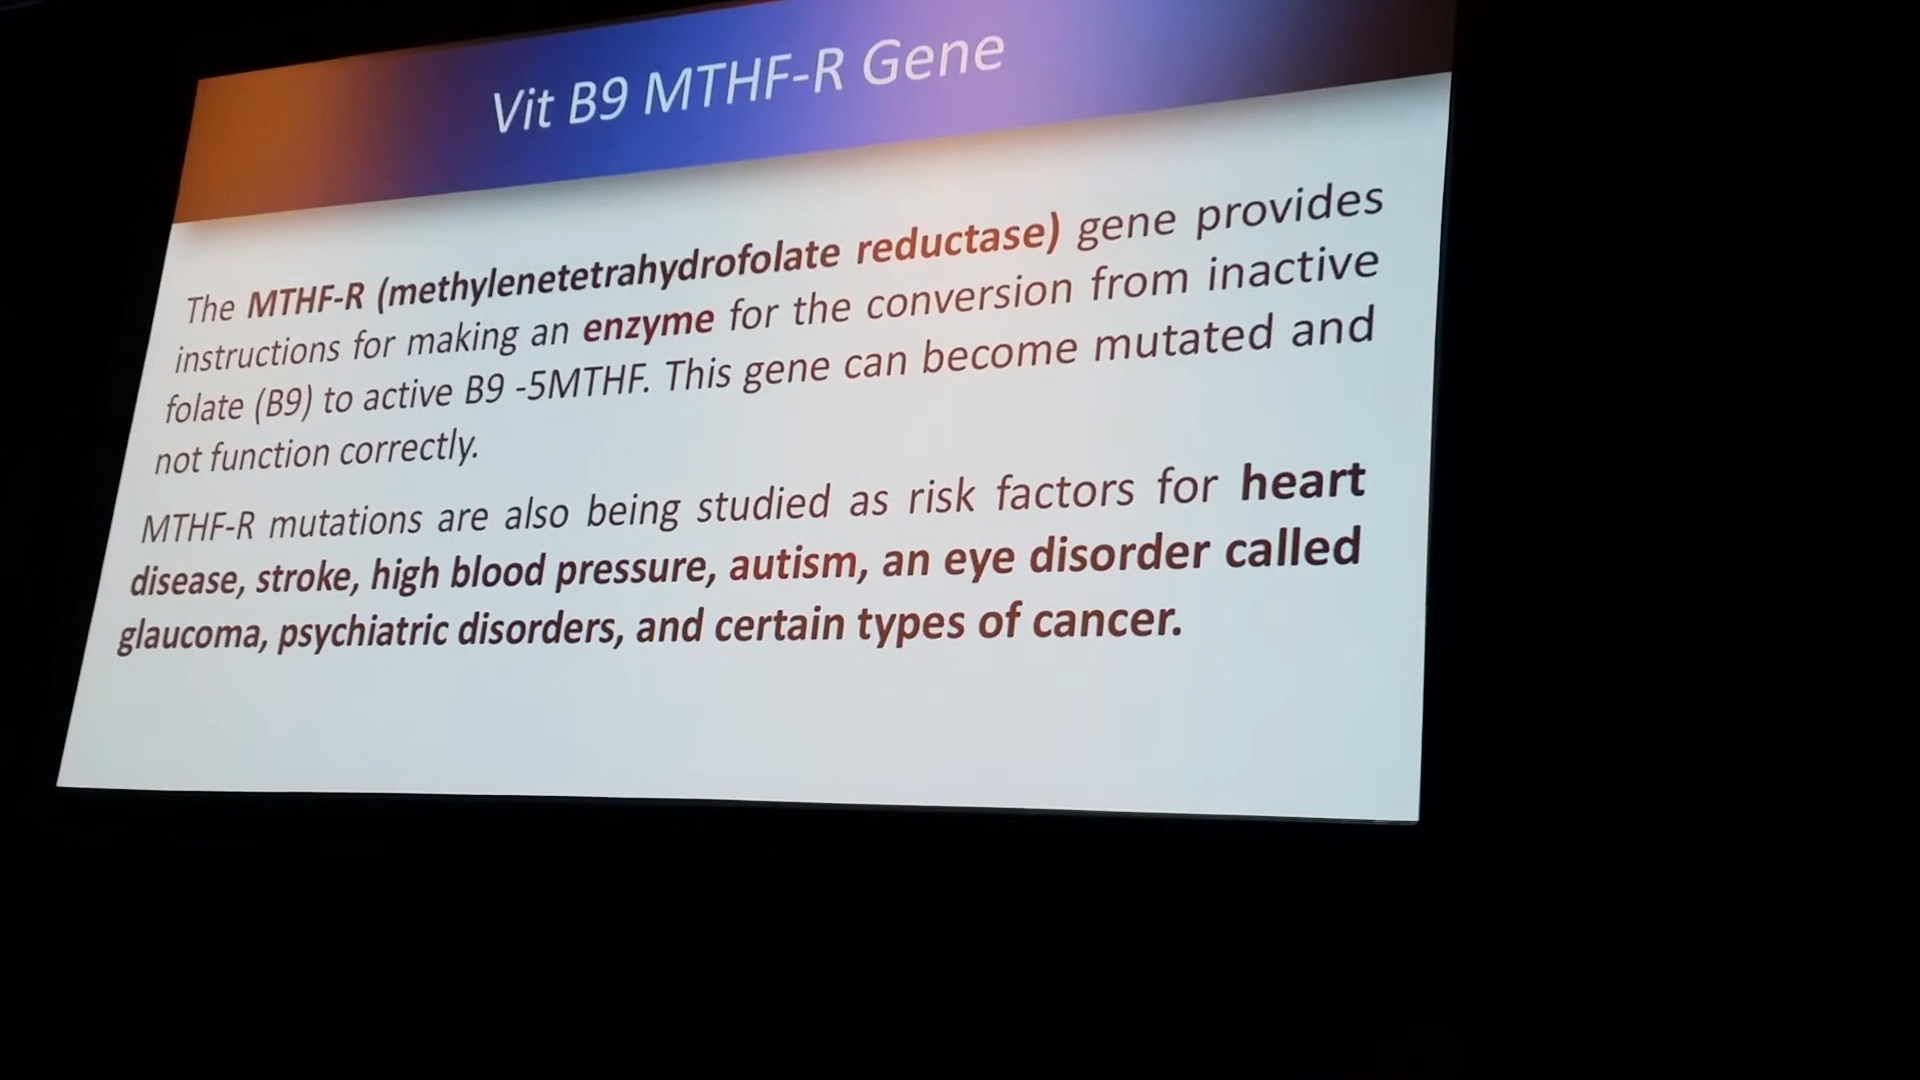 Vit B9 MTHF-R Gene
The MTHF-R (methylenetetrahydrofolate reductase) gene provides
instructions for making an enzyme for the conversion from inactive
folate (B9) to active B9 -5MTHF. This gene can become mutated and
not function correctly.
MTHF-R mutations are also being studied as risk factors for heart
disease, stroke, high blood pressure, autism, an eye disorder called
glaucoma, psychiatric disorders, and certain types of cancer.